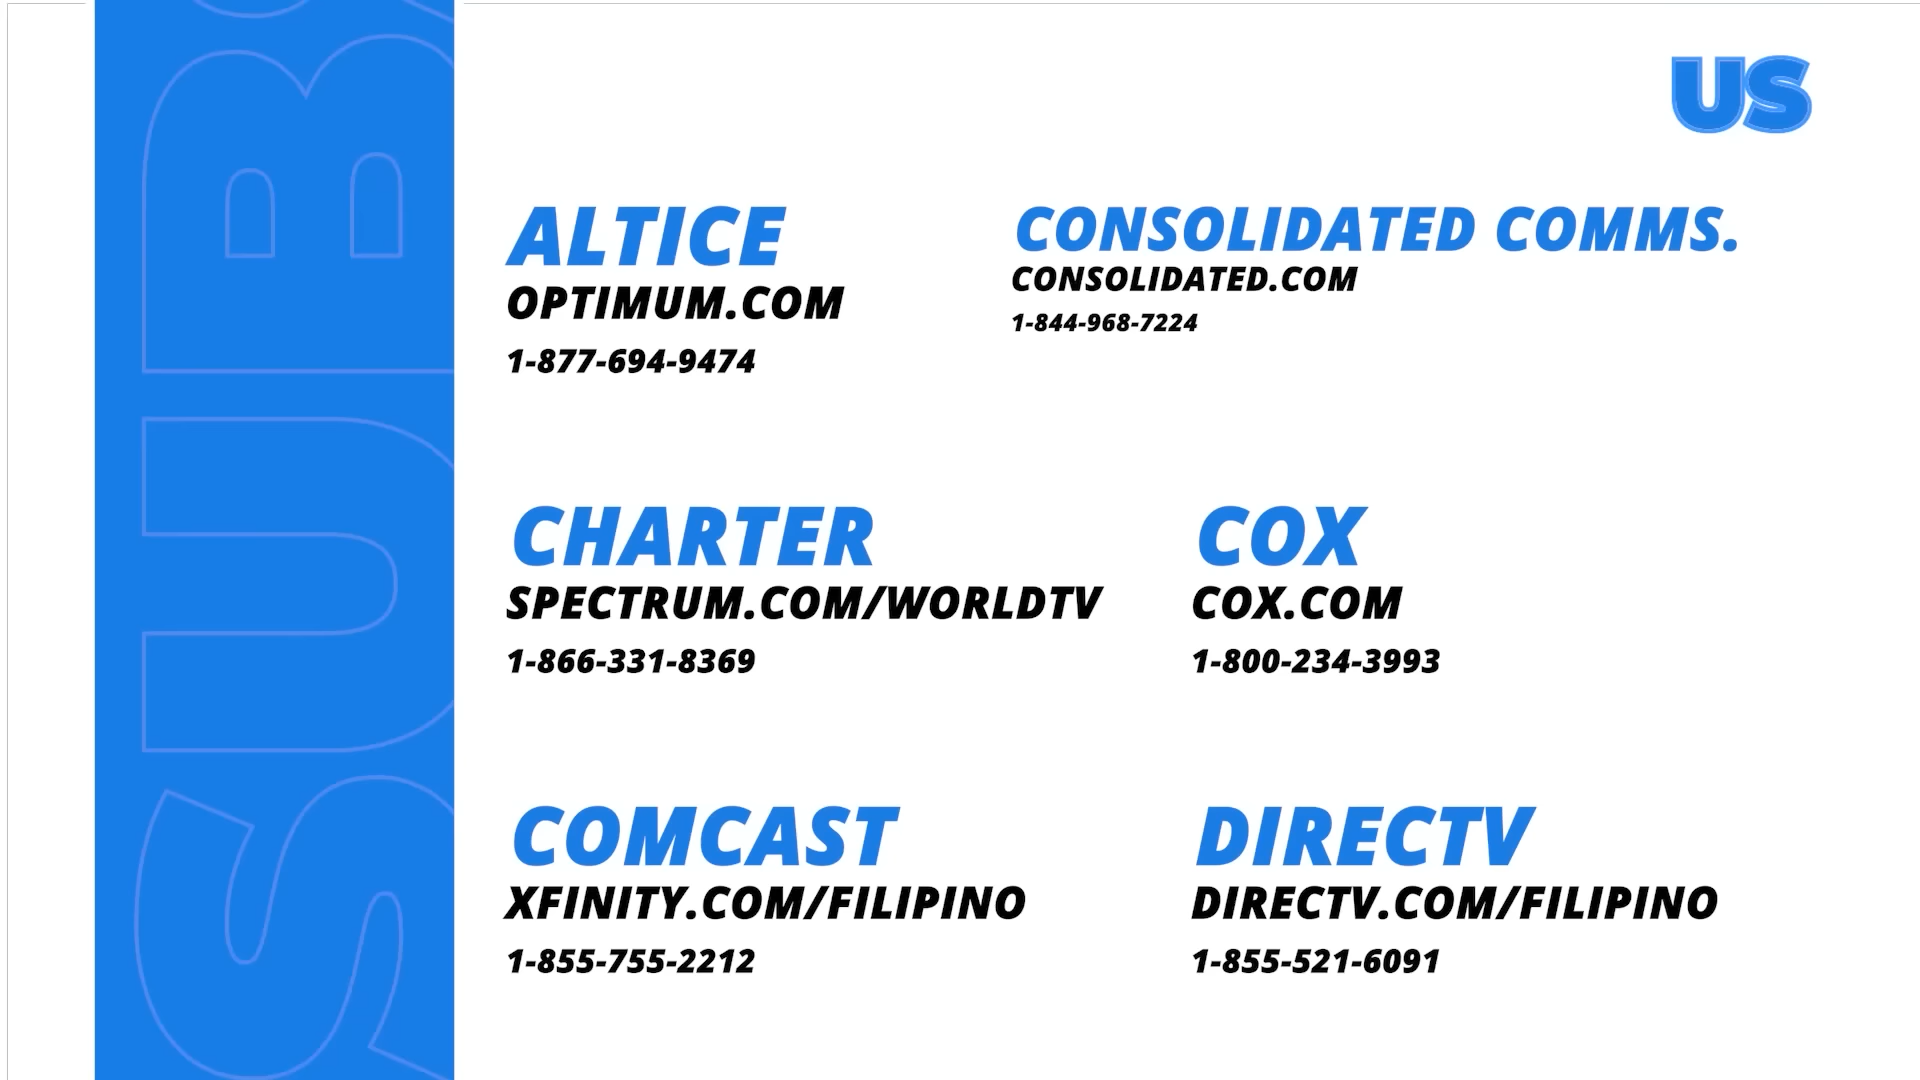 US
ALTICE
OPTIMUM.COM
1-877-694-9474
CONSOLIDATED COMMS.
CONSOLIDATED.COM
1-844-968-7224
CHARTER
SPECTRUM.COM/WORLDTV
1-866-331-8369
COX
COX.COM
1-800-234-3993
COMCAST
XFINITY.COM/FILIPINO
1-855-755-2212
DIRECTV
DIRECTV.COM/FILIPINO
1-855-521-6091
SUB